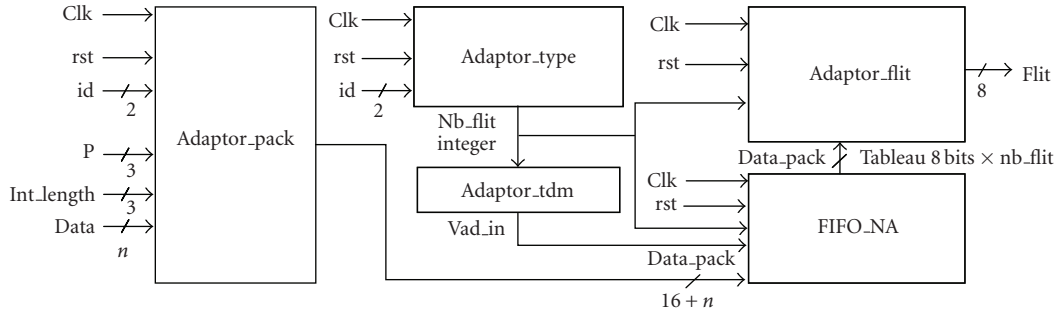 Clk
rst
id
2
P
3
Int_length
3
Data
n
Adaptor_pack
Clk
rst
id
2
Adaptor_type
Nb_flit
integer
Adaptor_tdm
Vad_in
Clk
rst
Adaptor_flit
8
Flit
Data_pack
Tableau 8 bits × nb_flit
Clk
rst
FIFO_NA
Data_pack
16 + n